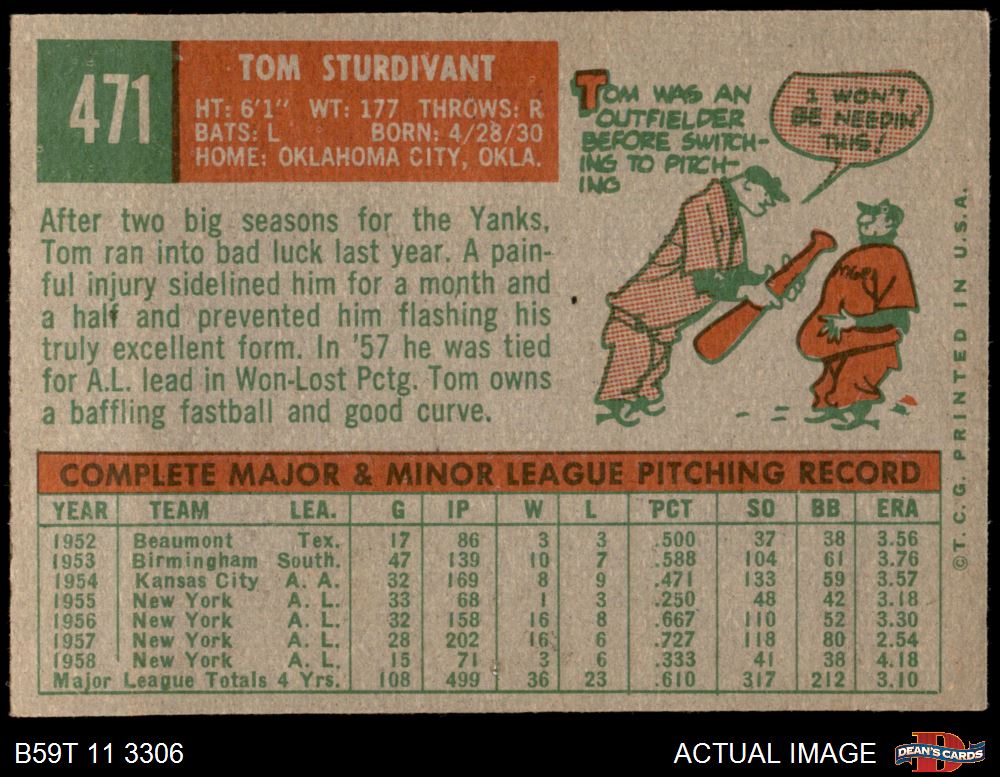 471
TOM STURDIVANT
HT: 6'1" WT: 177 THROWS: R
BATS: L BORN: 4/28/30
HOME: OKLAHOMA CITY, OKLA.
After two big seasons for the Yanks,
Tom ran into bad luck last year. A pain-
ful injury sidelined him for a month and
a half and prevented him flashing his
truly excellent form. In '57 he was tied
for A.L. lead in Won-Lost Pctg. Tom owns
a baffling fastball and good curve.
TOM WAS AN
OUTFIELDER
BEFORE SWITCH-
ING TO PITCH-
ING
I WON'T
BE NEEDIN'
THIS!
MGR
©T. C. G. PRINTED IN U.S.A.
COMPLETE MAJOR & MINOR LEAGUE PITCHING RECORD
YEAR TEAM LEA. G IP W L PCT SO BB ERA
1952 Beaumont Tex. 17 86 3 3 .500 37 38 3.56
1953 Birmingham South. 47 139 10 7 .588 104 61 3.76
1954 Kansas City A. A. 32 169 8 9 .471 133 59 3.57
1955 New York A. L. 33 68 1 3 .250 48 42 3.18
1956 New York A. L. 32 158 16 8 .667 110 52 3.30
1957 New York A. L. 28 202 16 6 .727 118 80 2.54
1958 New York A. L. 15 71 3 6 .333 41 38 4.18
Major League Totals 4 Yrs. 108 499 36 23 .610 317 212 3.10
B59T 11 3306
ACTUAL IMAGE
D
DEAN'S CARDS